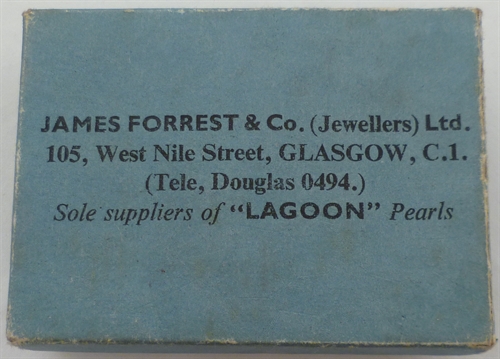 JAMES FORREST & Co. (Jewellers) Ltd.
105, West Nile Street, GLASGOW, C.1.
(Tele, Douglas 0494.)
Sole suppliers of "LAGOON" Pearls